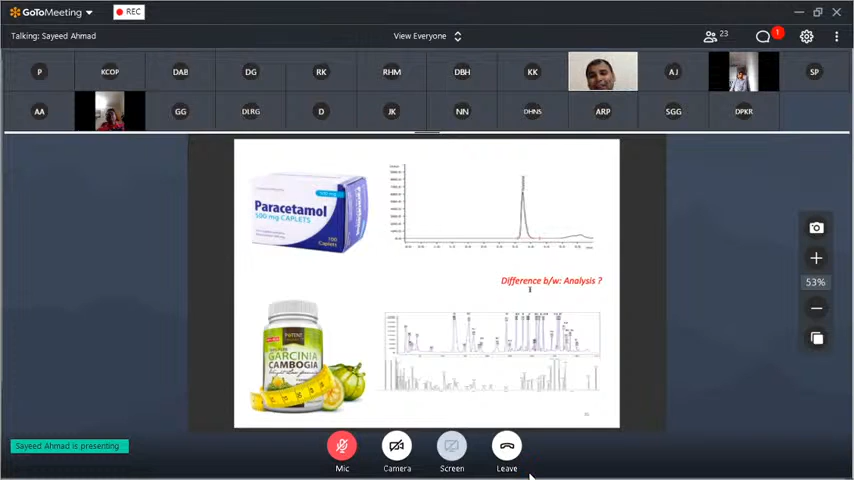 GoToMeeting
REC
Talking: Sayeed Ahmad
View Everyone
23
1
P
KCOP
DAB
DG
RK
RHM
DBH
KK
AJ
SP
AA
GG
DLRG
D
JK
NN
DHNS
ARP
SGG
DPKR
Paracetamol
500 mg CAPLETS
100
Caplets
Difference b/w: Analysis ?
GARCINIA
CAMBOGIA
53%
Sayeed Ahmad is presenting
Mic
Camera
Screen
Leave